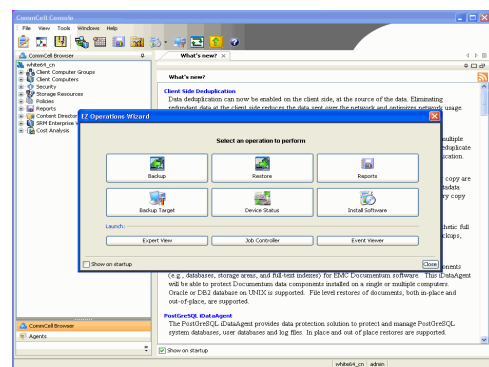 CommCell Console
File View Tools Windows Help
CommCell Browser
What's new?
white64_cn
Client Computer Groups
Client Computers
Security
Storage Resources
Policies
Reports
Content Director
SRM Enterprise
Cost Analysis
What's new?
Client Side Deduplication
Data deduplication can now be enabled on the client side, at the source of the data. Eliminating
redundant data at the client side reduces the data sent over the network and optimizes network usage
EZ Operations Wizard
Select an operation to perform
Backup
Restore
Reports
Backup Target
Device Status
Install Software
Launch:
Expert View
Job Controller
Event Viewer
Show on startup
Close
multiple
copy are
ry copy
hetic full
(e.g., databases, storage areas, and full-text indexes) for EMC Documentum software. This iDataAgent
will be able to protect Documentum data components installed on a single or multiple computers.
Oracle or DB2 database on UNIX is supported. File level restores of documents, both in-place and
out-of-place, are supported.
PostGreSQL iDataAgent
The PostGreSQL iDataAgent provides data protection solution to protect and manage PostGreSQL
system databases, user databases and log files. In place and out of place restores are supported.
CommCell Browser
Agents
Show on startup
white64_cn admin